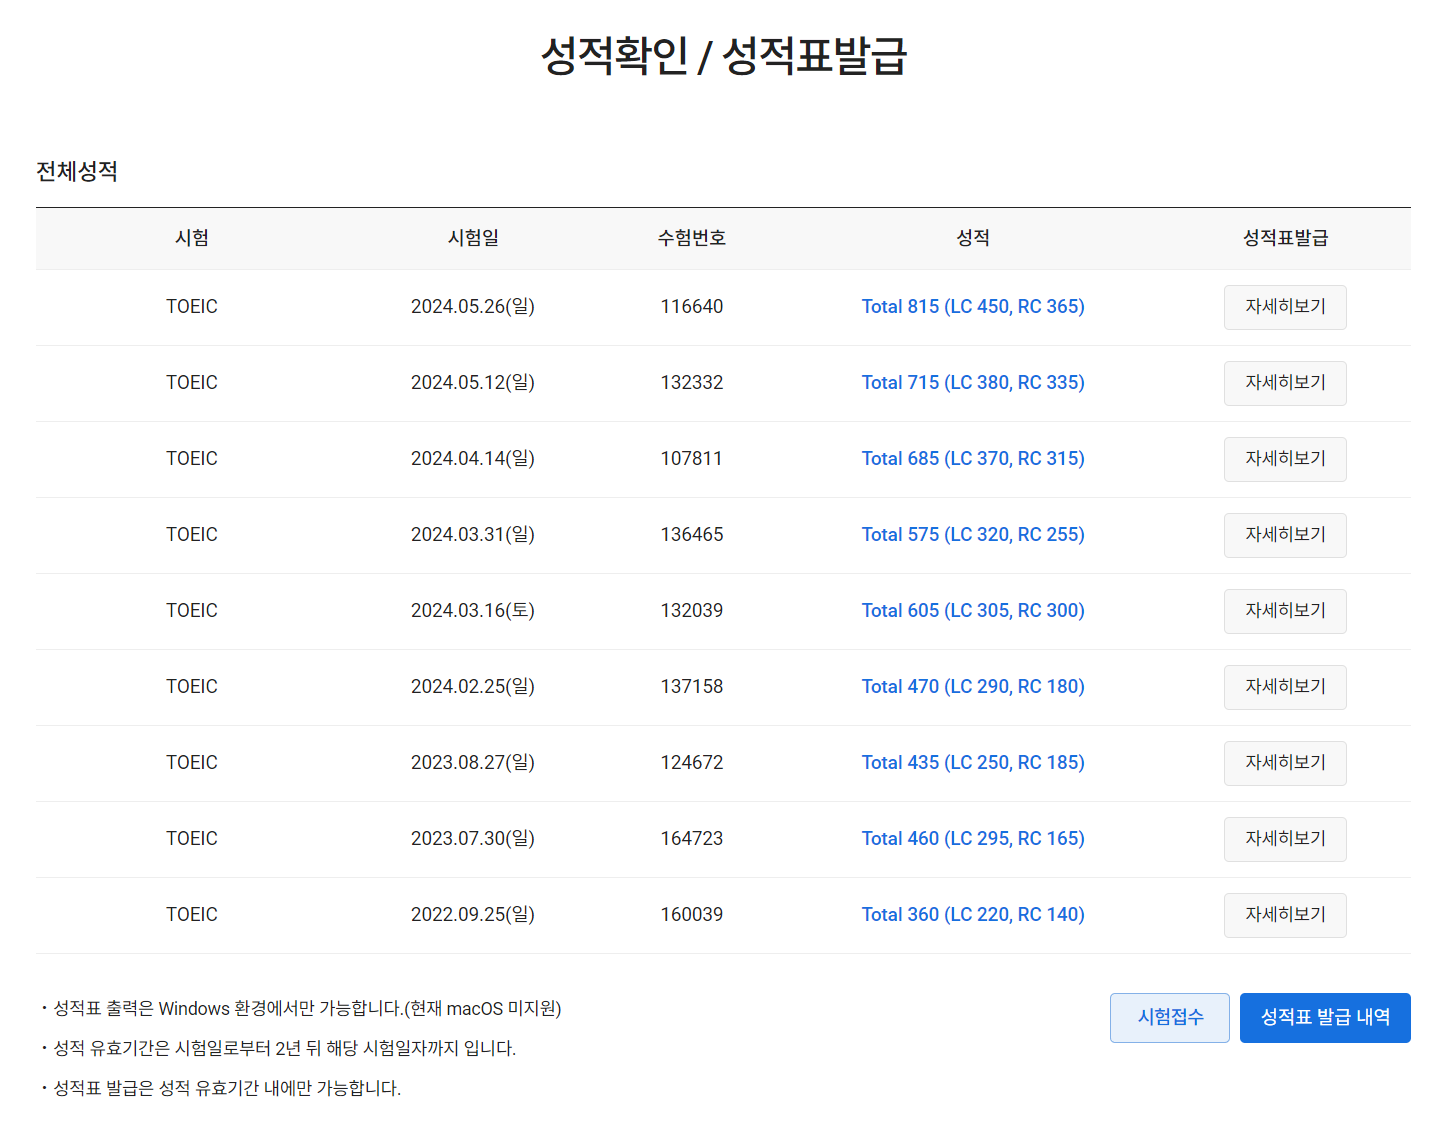 성적확인 / 성적표발급
전체성적
시험 시험일 수험번호 성적 성적표발급
TOEIC 2024.05.26(일) 116640 Total 815 (LC 450, RC 365) 자세히보기
TOEIC 2024.05.12(일) 132332 Total 715 (LC 380, RC 335) 자세히보기
TOEIC 2024.04.14(일) 107811 Total 685 (LC 370, RC 315) 자세히보기
TOEIC 2024.03.31(일) 136465 Total 575 (LC 320, RC 255) 자세히보기
TOEIC 2024.03.16(토) 132039 Total 605 (LC 305, RC 300) 자세히보기
TOEIC 2024.02.25(일) 137158 Total 470 (LC 290, RC 180) 자세히보기
TOEIC 2023.08.27(일) 124672 Total 435 (LC 250, RC 185) 자세히보기
TOEIC 2023.07.30(일) 164723 Total 460 (LC 295, RC 165) 자세히보기
TOEIC 2022.09.25(일) 160039 Total 360 (LC 220, RC 140) 자세히보기
· 성적표 출력은 Windows 환경에서만 가능합니다.(현재 macOS 미지원)
· 성적 유효기간은 시험일로부터 2년 뒤 해당 시험일자까지 입니다.
· 성적표 발급은 성적 유효기간 내에만 가능합니다.
시험접수 성적표 발급 내역